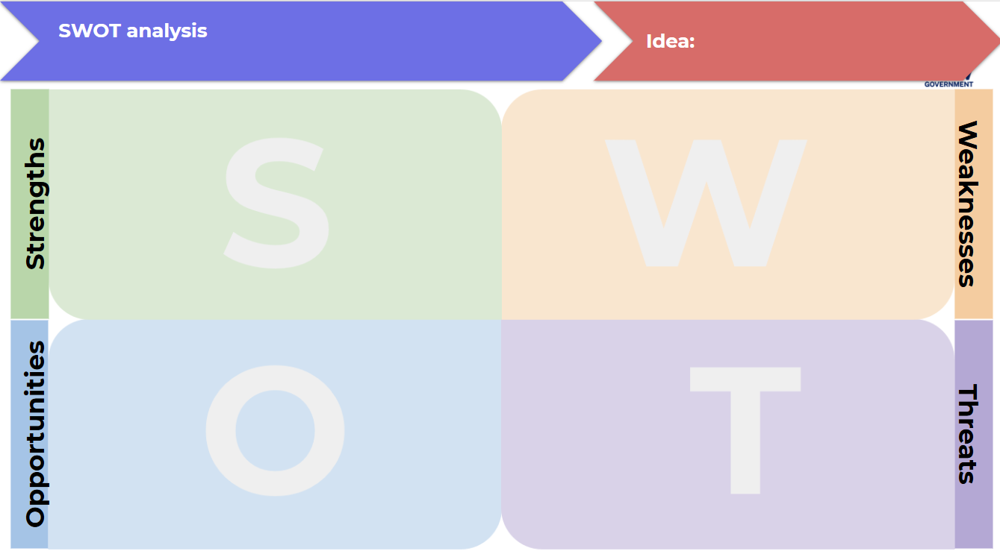 SWOT analysis
Idea:
GOVERNMENT
Strengths
S
W
Weaknesses
Opportunities
O
T
Threats